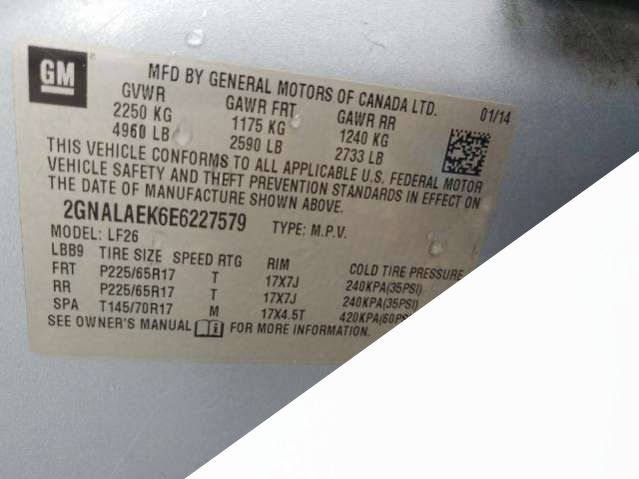 GM
MFD BY GENERAL MOTORS OF CANADA LTD. 01/14
GVWR GAWR FRT GAWR RR
2250 KG 1175 KG 1240 KG
4960 LB 2590 LB 2733 LB
THIS VEHICLE CONFORMS TO ALL APPLICABLE U.S. FEDERAL MOTOR
VEHICLE SAFETY AND THEFT PREVENTION STANDARDS IN EFFECT ON
THE DATE OF MANUFACTURE SHOWN ABOVE.
2GNALAEK6E6227579 TYPE: M.P.V.
MODEL: LF26
LBB9 TIRE SIZE SPEED RTG RIM COLD TIRE PRESSURE
FRT P225/65R17 T 17X7J 240KPA(35PSI)
RR P225/65R17 T 17X7J 240KPA(35PSI)
SPA T145/70R17 M 17X4.5T 420KPA(60PS
SEE OWNER'S MANUAL i FOR MORE INFORMATION.